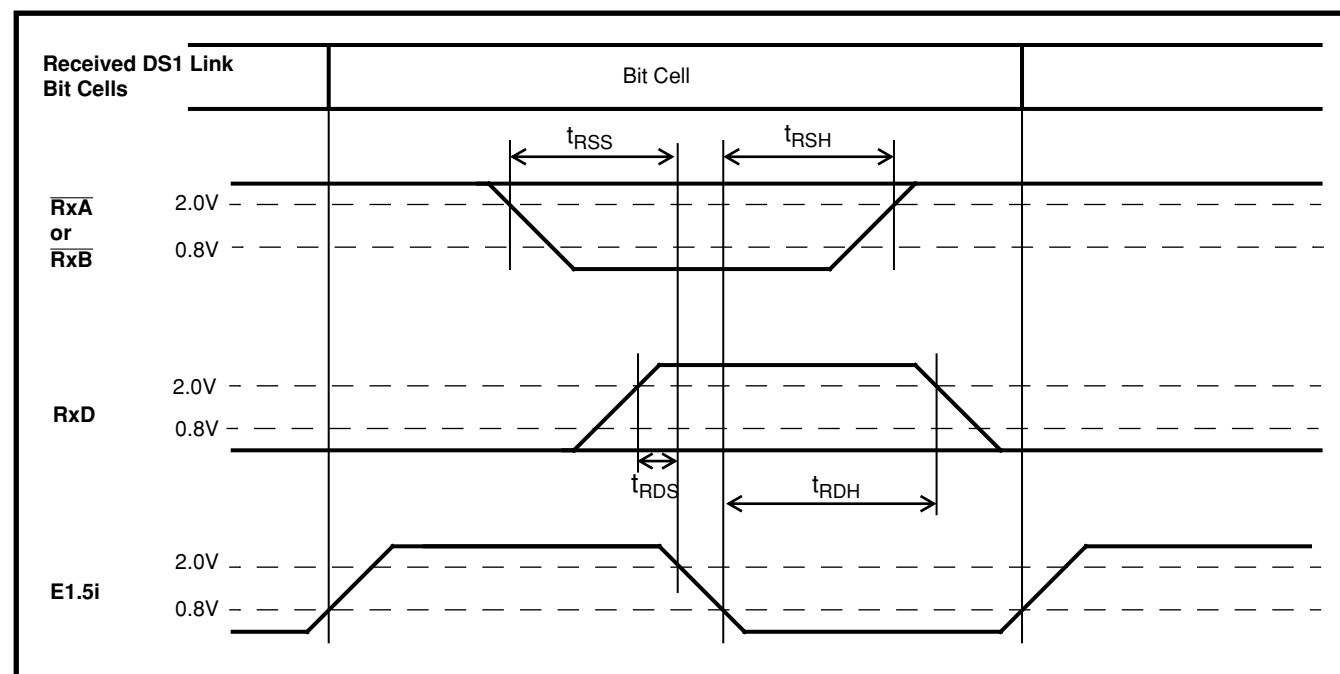 Received DS1 Link
Bit Cells
Bit Cell
tRSS
tRSH
RxA
or
RxB
2.0V
0.8V
RxD
2.0V
0.8V
tRDS
tRDH
E1.5i
2.0V
0.8V